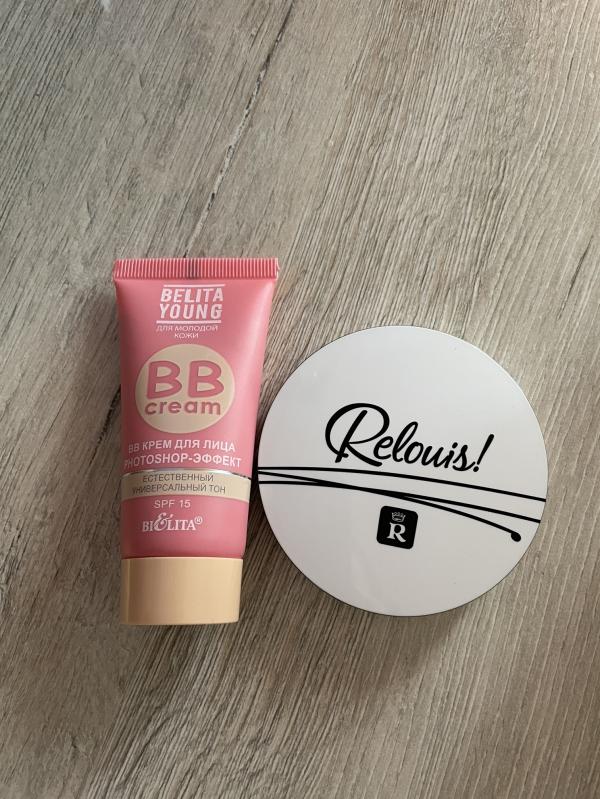 BELITA
YOUNG
ДЛЯ МОЛОДОЙ
КОЖИ
BB
cream
BB КРЕМ ДЛЯ ЛИЦА
PHOTOSHOP-ЭФФЕКТ
ЕСТЕСТВЕННЫЙ
УНИВЕРСАЛЬНЫЙ ТОН
SPF 15
BIELITA®
Relouis!
R